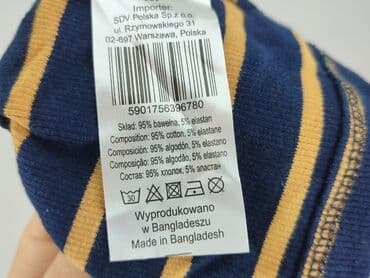 Importer:
SDV Polska Sp.z o.o.
ul. Rzymowskiego 31
02-697 Warszawa, Polska
5901756396780
Skład: 95% bawełna, 5% elastan
Composition: 95% cotton, 5% elastane
Composición: 95% algodón, 5% elastano
Composição: 95% algodão, 5% elastano
Состав: 95% хлопок, 5% эластан
30
Wyprodukowano
w Bangladeszu
Made in Bangladesh